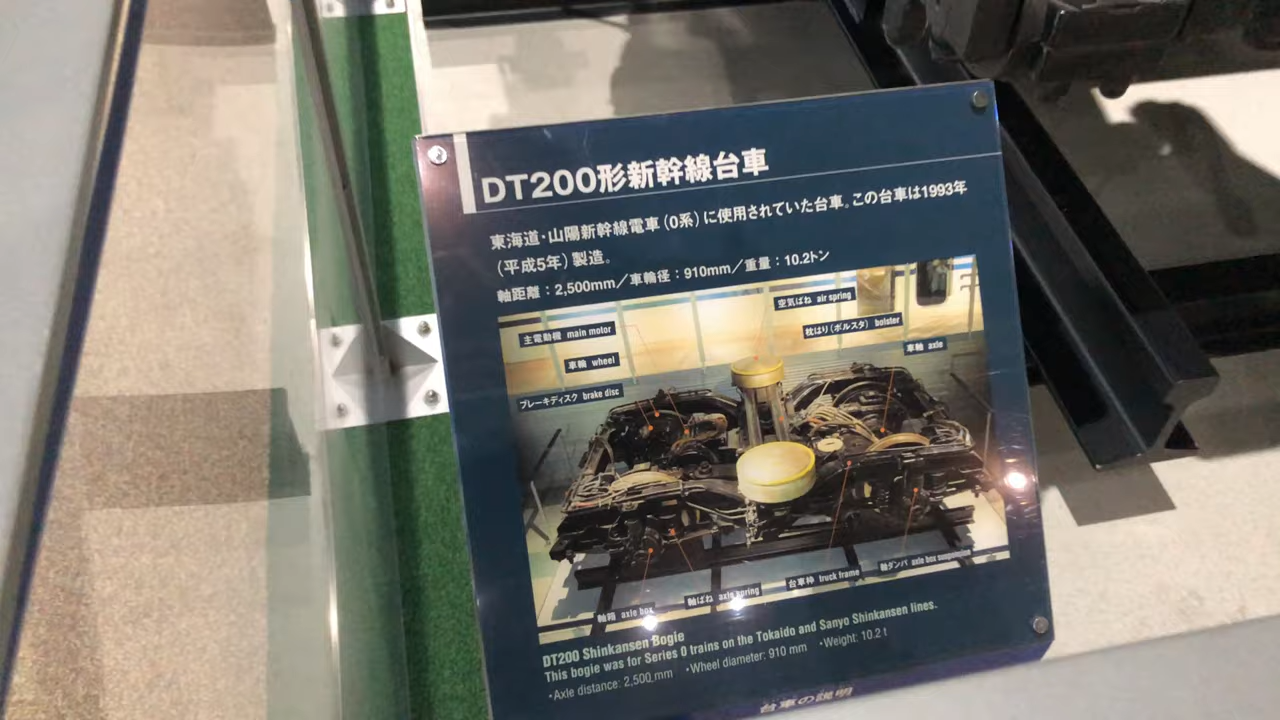 DT200形新幹線台車
東海道・山陽新幹線電車(0系)に使用されていた台車。この台車は1993年
(平成5年)製造。
軸距離：2,500mm／車輪径：910mm／重量：10.2トン
空気ばね air spring
主電動機 main motor
枕はり(ボルスタ) bolster
車輪 wheel
車軸 axle
ブレーキディスク brake disc
軸ダンパ axle box suspension
台車枠 truck frame
軸ばね axle spring
軸箱 axle box
DT200 Shinkansen Bogie
This bogie was for Series 0 trains on the Tokaido and Sanyo Shinkansen lines.
・Axle distance: 2,500 mm ・Wheel diameter: 910 mm ・Weight: 10.2 t
台車の説明